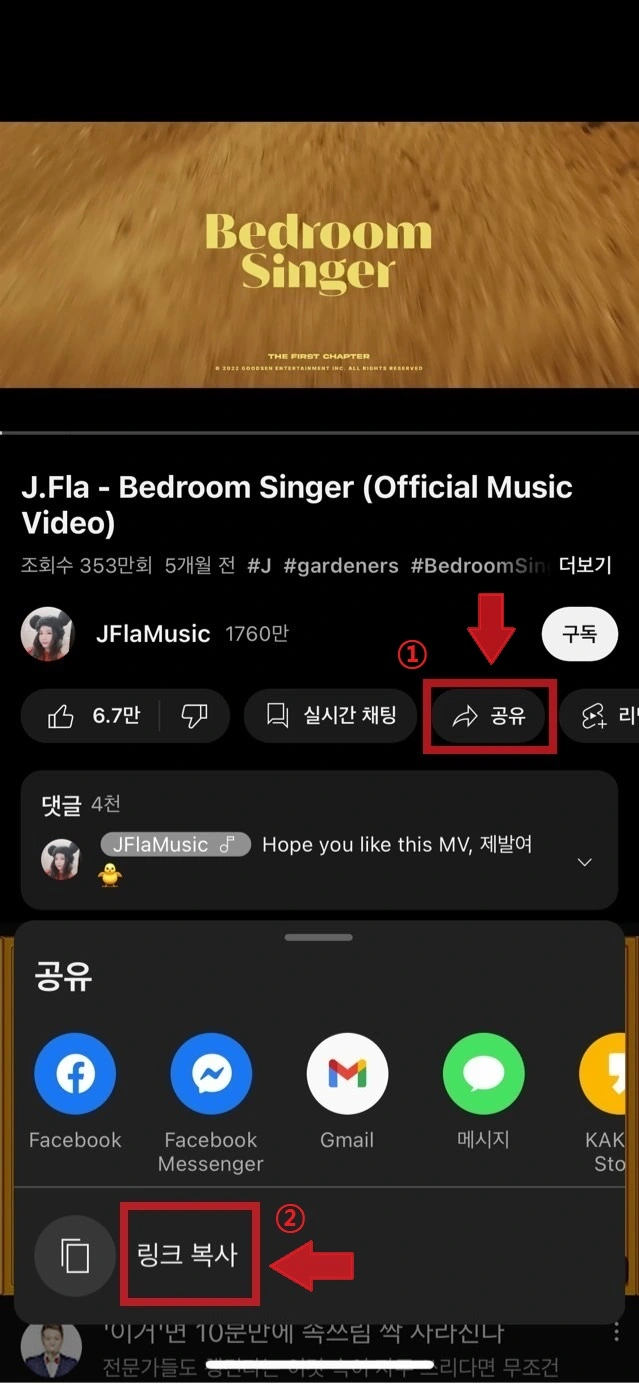 Bedroom
Singer
THE FIRST CHAPTER
© 2022 GOODSEN ENTERTAINMENT INC. ALL RIGHTS RESERVED
J.Fla - Bedroom Singer (Official Music
Video)
조회수 353만회 5개월 전 #J #gardeners #BedroomSin 더보기
JFlaMusic 1760만
구독
①
6.7만
실시간 채팅
공유
댓글 4천
JFlaMusic Hope you like this MV, 제발여
공유
Facebook
Facebook
Messenger
Gmail
메시지
KAK
Sto
②
링크 복사
'이거'면 10분만에 속쓰림 싹 사라진다
전문가들도
쓰리다면 무조건